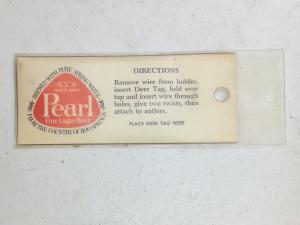 BREWED WITH PURE SPRING WATER
XXX
SINCE 1886
Pearl
Fine Lager Beer
FROM THE COUNTRY OF 1100 SPRINGS
DIRECTIONS
Remove wire from holder,
insert Deer Tag, fold over
top and insert wire through
holes, give two twists, then
attach to antlers.
PLACE DEER TAG HERE